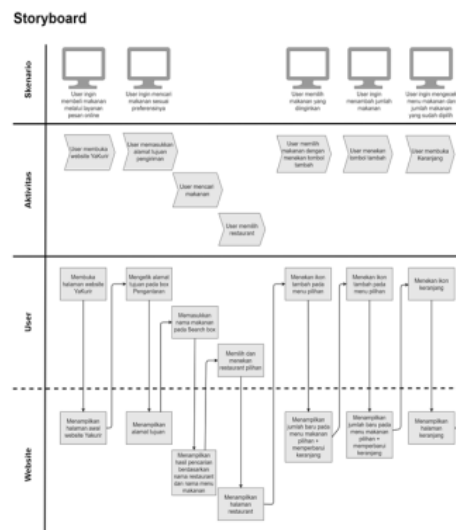 Storyboard
Skenario
User ingin
membeli makanan
melalui layanan
pesan online
User ingin mencari
makanan sesuai
preferensinya
User memilih
makanan yang
diinginkan
User ingin
menambah jumlah
makanan
User ingin mengecek
menu makanan dan
jumlah makanan
yang sudah dipilih
Aktivitas
User membuka
website YaKurir
User memasukkan
alamat tujuan
pengiriman
User mencari
makanan
User memilih
restaurant
User memilih
makanan dengan
menekan tombol
tambah
User menekan
tombol tambah
User membuka
Keranjang
User
Membuka
halaman website
YaKurir
Mengetik alamat
tujuan pada box
Pengantaran
Memasukkan
nama makanan
pada Search box
Memilih dan
menekan
restaurant pilihan
Menekan ikon
tambah pada
menu pilihan
Menekan ikon
tambah pada
menu pilihan
Menekan ikon
keranjang
Website
Menampilkan
halaman awal
website YaKurir
Menampilkan
alamat tujuan
Menampilkan
hasil pencarian
berdasarkan
nama restaurant
dan nama menu
makanan
Menampilkan
halaman
restaurant
Menampilkan
jumlah baru pada
menu makanan
pilihan +
memperbarui
keranjang
Menampilkan
jumlah baru pada
menu makanan
pilihan +
memperbarui
keranjang
Menampilkan
halaman
keranjang